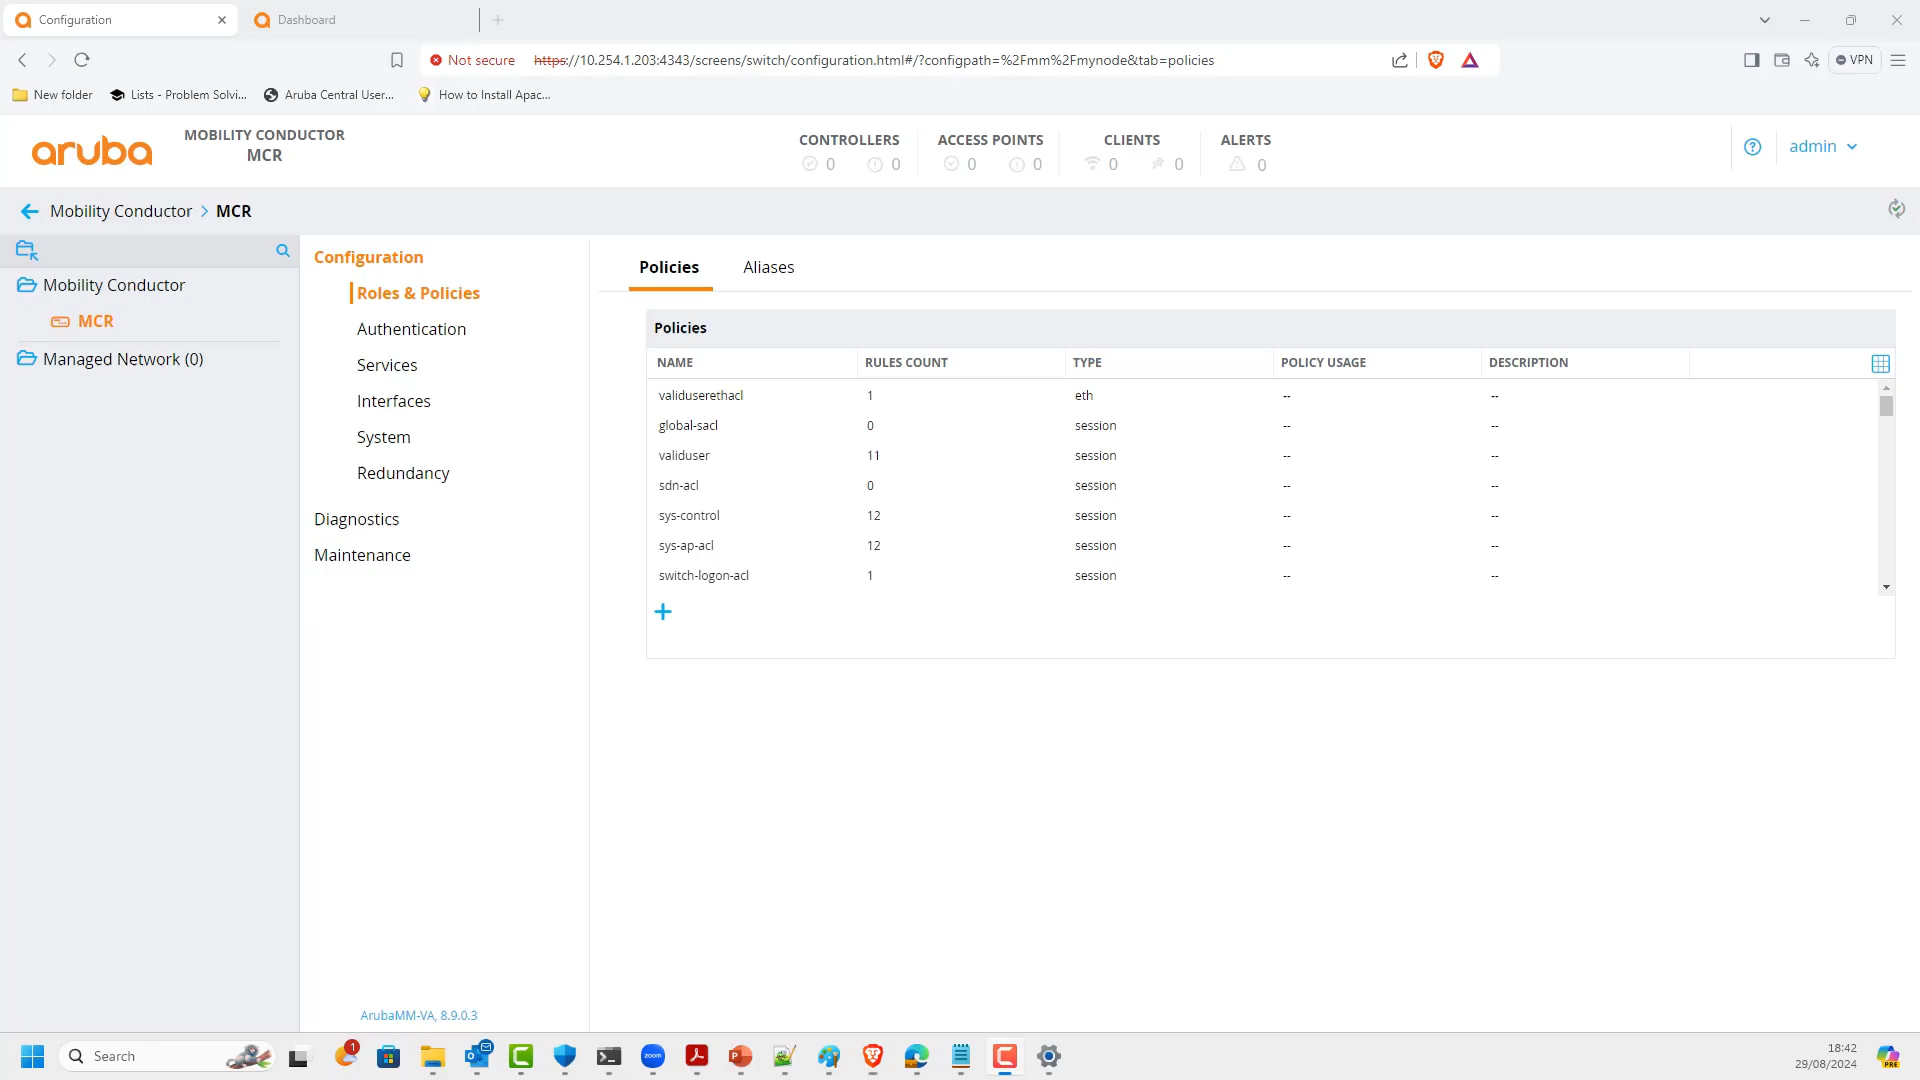 Configuration
Dashboard
Not secure
https://10.254.1.203:4343/screens/switch/configuration.html#/?configpath=%2Fmm%2Fmynode&tab=policies
VPN
New folder
Lists - Problem Solvi...
Aruba Central User...
How to Install Apac...
aruba
MOBILITY CONDUCTOR
MCR
CONTROLLERS
0 0
ACCESS POINTS
0 0
CLIENTS
0 0
ALERTS
0
admin
Mobility Conductor > MCR
Mobility Conductor
MCR
Managed Network (0)
Configuration
Roles & Policies
Authentication
Services
Interfaces
System
Redundancy
Diagnostics
Maintenance
ArubaMM-VA, 8.9.0.3
Policies Aliases
Policies
NAME RULES COUNT TYPE POLICY USAGE DESCRIPTION
validuserethacl 1 eth -- --
global-sacl 0 session -- --
validuser 11 session -- --
sdn-acl 0 session -- --
sys-control 12 session -- --
sys-ap-acl 12 session -- --
switch-logon-acl 1 session -- --
Search
1
zoom
18:42
29/08/2024
PRE